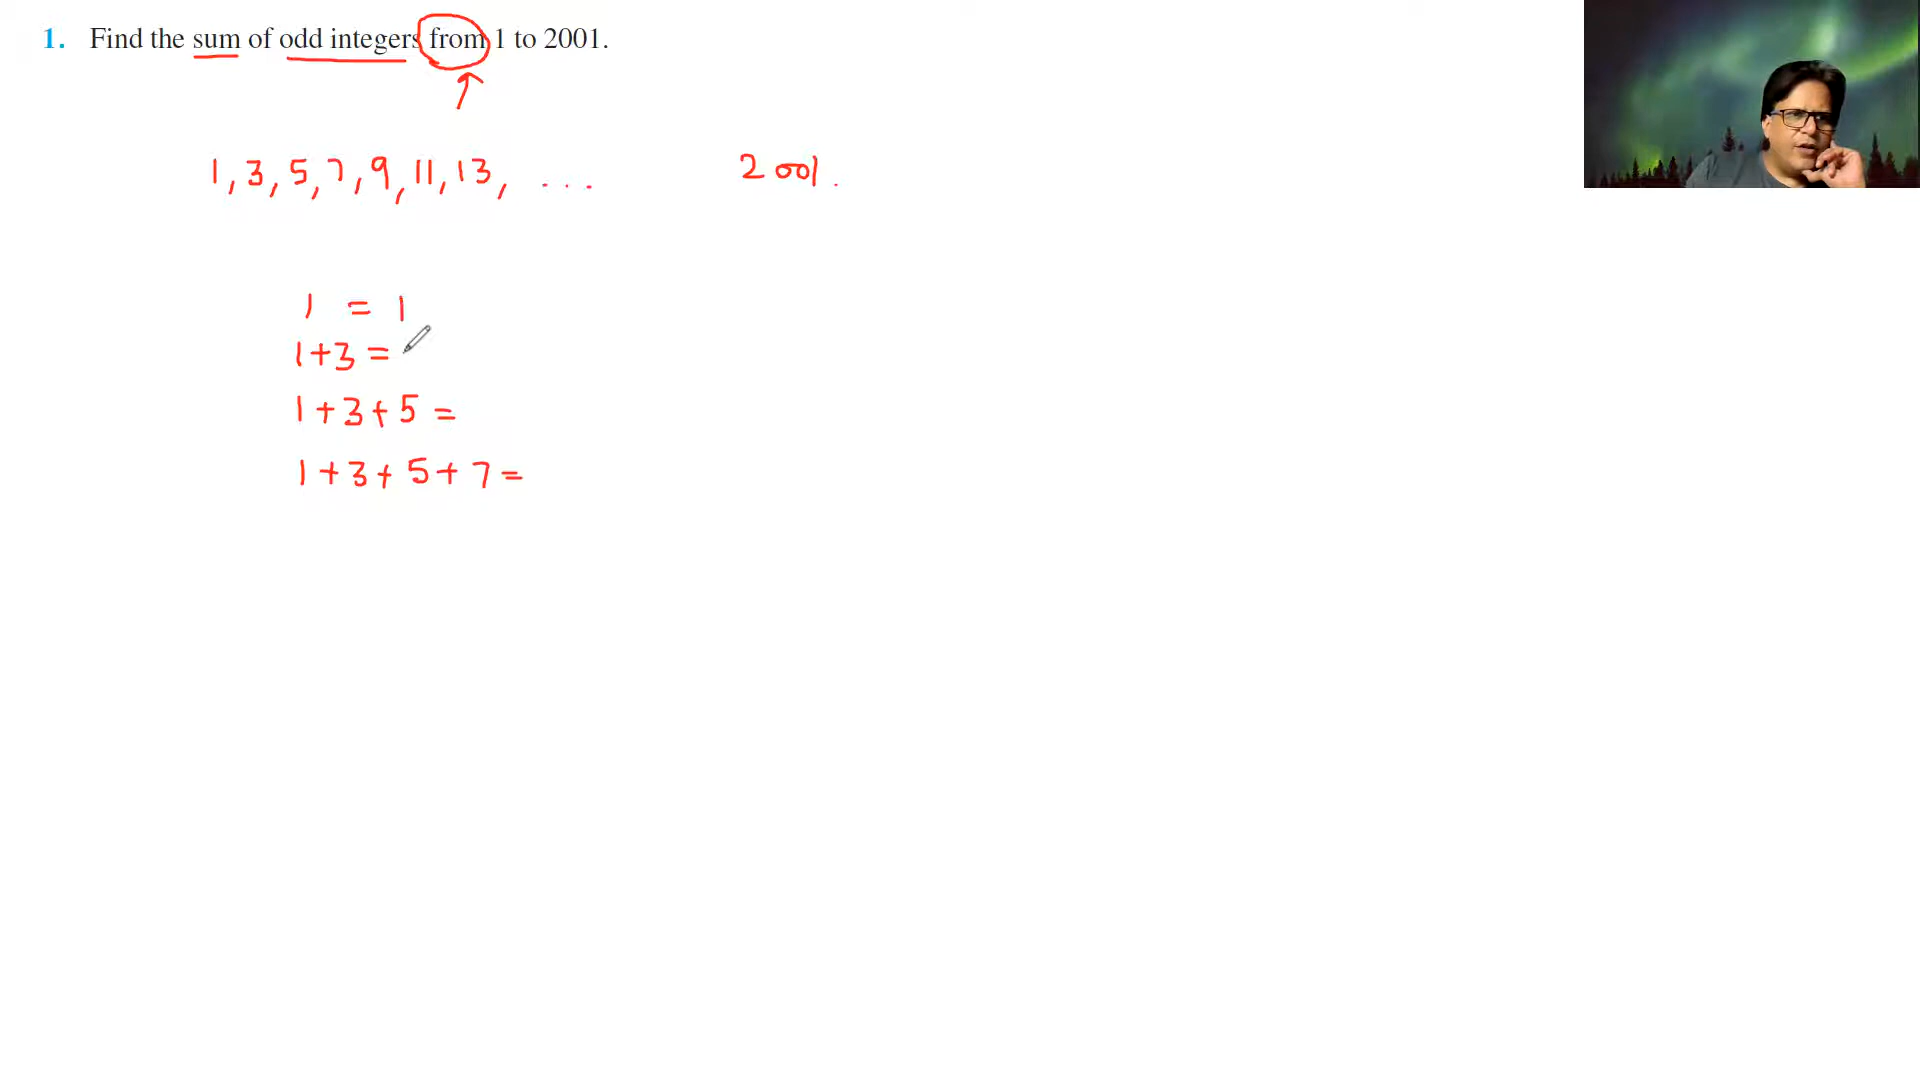 1. Find the sum of odd integers from 1 to 2001.
1, 3, 5, 7, 9, 11, 13, ... 2001.
1 = 1
1+3=
1+3+5=
1+3+5+7=